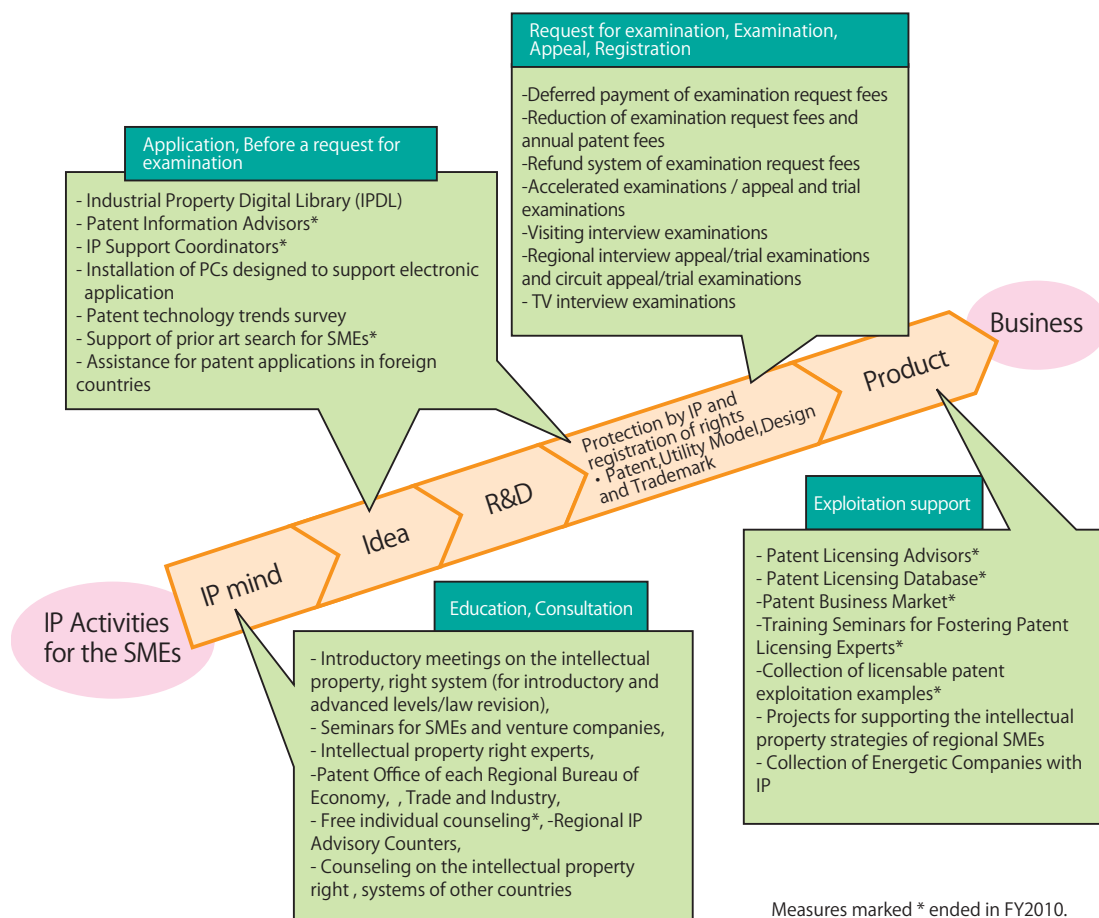 Request for examination, Examination,
Appeal, Registration
-Deferred payment of examination request fees
-Reduction of examination request fees and
annual patent fees
-Refund system of examination request fees
-Accelerated examinations / appeal and trial
examinations
-Visiting interview examinations
-Regional interview appeal/trial examinations
and circuit appeal/trial examinations
- TV interview examinations
Application, Before a request for
examination
- Industrial Property Digital Library (IPDL)
- Patent Information Advisors*
- IP Support Coordinators*
- Installation of PCs designed to support electronic
application
- Patent technology trends survey
- Support of prior art search for SMEs*
- Assistance for patent applications in foreign
countries
Business
Product
Protection by IP and
registration of rights
・Patent,Utility Model,Design
and Trademark
R&D
Idea
IP mind
IP Activities
for the SMEs
Education, Consultation
- Introductory meetings on the intellectual
property, right system (for introductory and
advanced levels/law revision),
- Seminars for SMEs and venture companies,
- Intellectual property right experts,
-Patent Office of each Regional Bureau of
Economy, , Trade and Industry,
- Free individual counseling*, -Regional IP
Advisory Counters,
- Counseling on the intellectual property
right , systems of other countries
Exploitation support
- Patent Licensing Advisors*
- Patent Licensing Database*
-Patent Business Market*
-Training Seminars for Fostering Patent
Licensing Experts*
-Collection of licensable patent
exploitation examples*
- Projects for supporting the intellectual
property strategies of regional SMEs
- Collection of Energetic Companies with
IP
Measures marked * ended in FY2010.